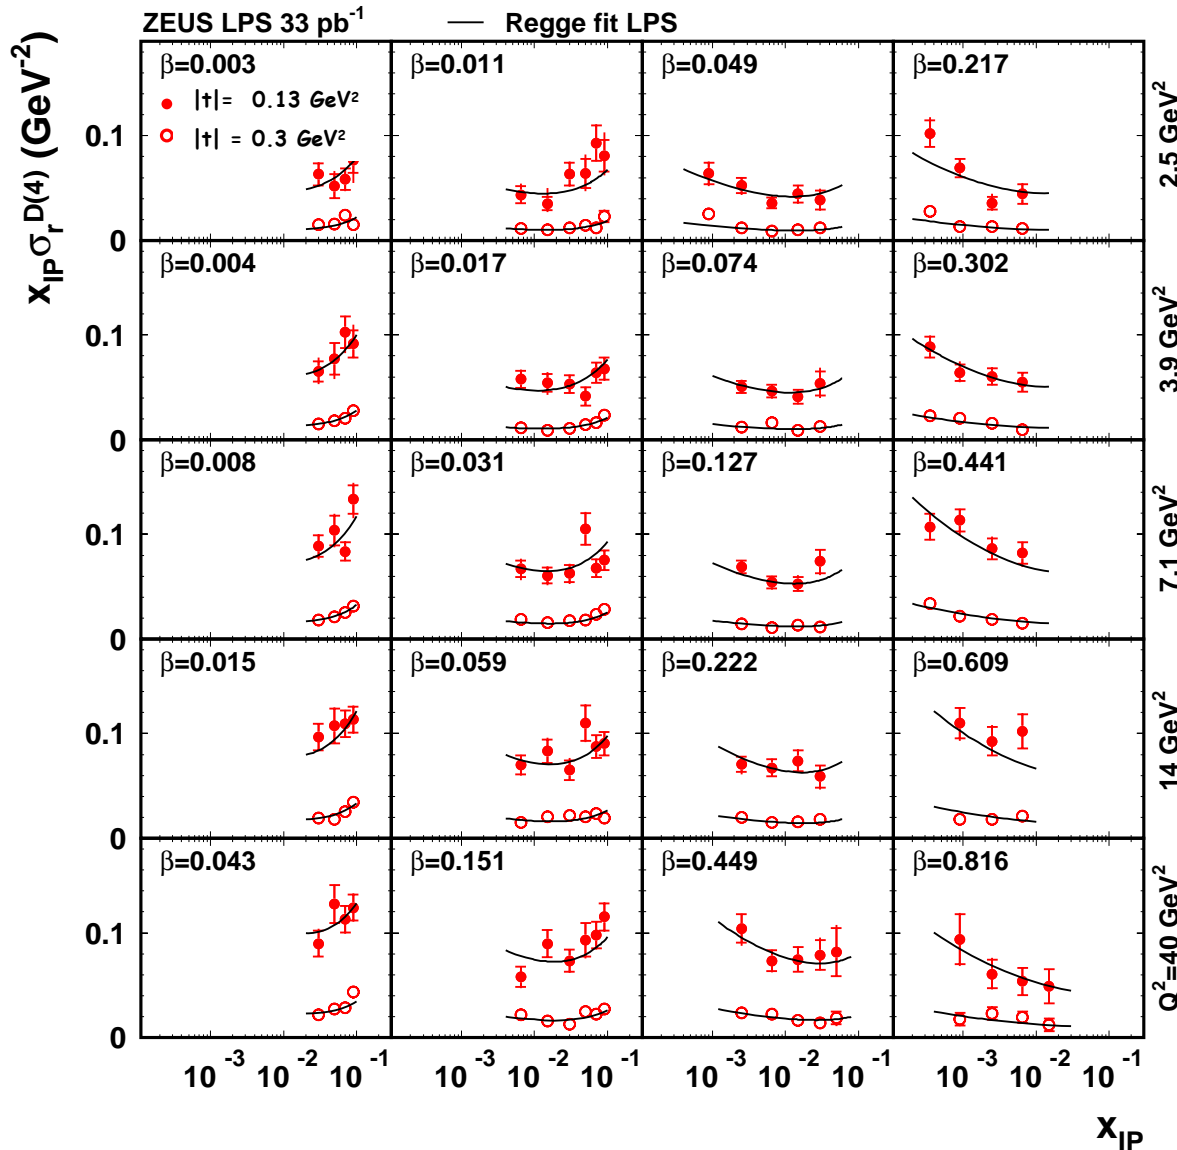 ZEUS LPS 33 pb⁻¹ — Regge fit LPS
x_IP σ_r^D(4) (GeV⁻²)
β=0.003 β=0.011 β=0.049 β=0.217
|t|= 0.13 GeV²
|t| = 0.3 GeV²
0.1
0
2.5 GeV²
β=0.004 β=0.017 β=0.074 β=0.302
0.1
0
3.9 GeV²
β=0.008 β=0.031 β=0.127 β=0.441
0.1
0
7.1 GeV²
β=0.015 β=0.059 β=0.222 β=0.609
0.1
0
14 GeV²
β=0.043 β=0.151 β=0.449 β=0.816
0.1
0
Q²=40 GeV²
10⁻³ 10⁻² 10⁻¹ 10⁻³ 10⁻² 10⁻¹ 10⁻³ 10⁻² 10⁻¹ 10⁻³ 10⁻² 10⁻¹
x_IP